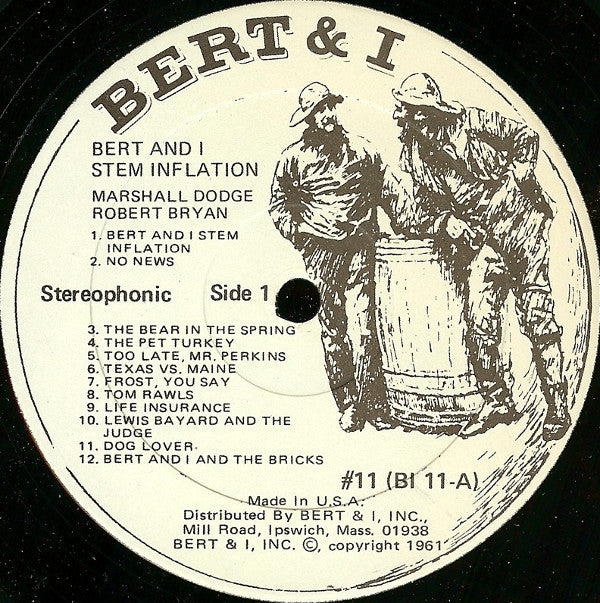 BERT & I
BERT AND I
STEM INFLATION
MARSHALL DODGE
ROBERT BRYAN
1. BERT AND I STEM
INFLATION
2. NO NEWS
Stereophonic Side 1
3. THE BEAR IN THE SPRING
4. THE PET TURKEY
5. TOO LATE, MR. PERKINS
6. TEXAS VS. MAINE
7. FROST, YOU SAY
8. TOM RAWLS
9. LIFE INSURANCE
10. LEWIS BAYARD AND THE
JUDGE
11. DOG LOVER
12. BERT AND I AND THE BRICKS
#11 (BI 11-A)
Made In U.S.A.
Distributed By BERT & I, INC.,
Mill Road, Ipswich, Mass. 01938
BERT & I, INC. ©, copyright 1961